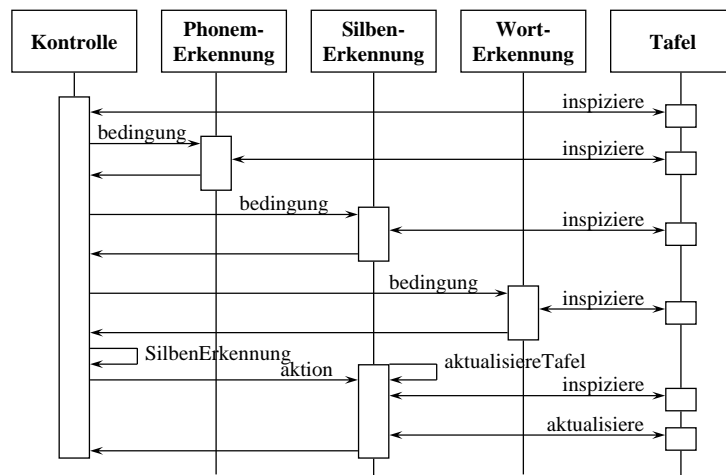 Kontrolle
Phonem-
Erkennung
Silben-
Erkennung
Wort-
Erkennung
Tafel
inspiziere
bedingung
inspiziere
bedingung
inspiziere
bedingung
inspiziere
SilbenErkennung
aktualisiereTafel
aktion
inspiziere
aktualisiere